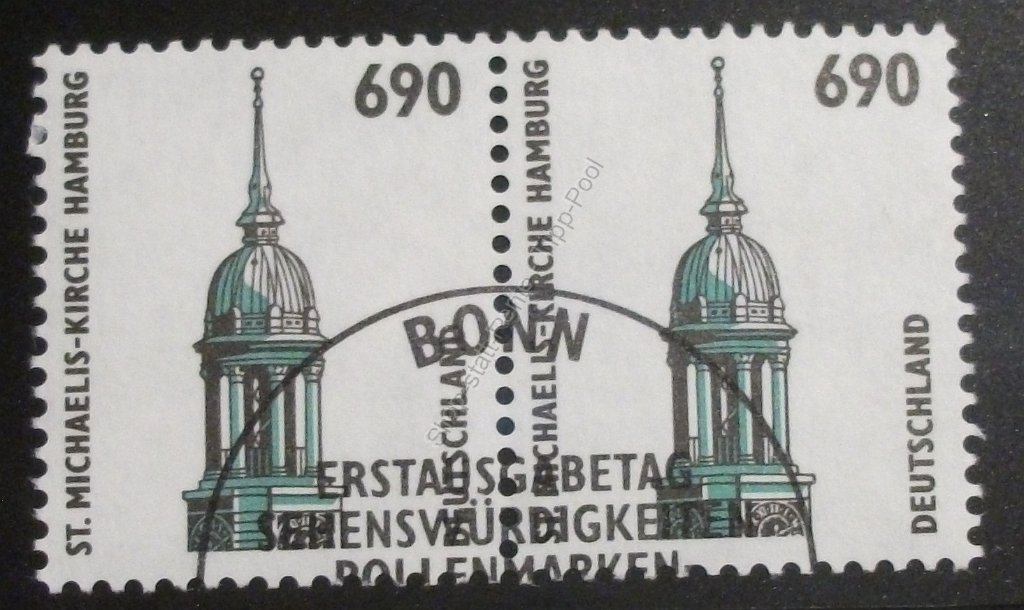 ST. MICHAELIS-KIRCHE HAMBURG
690
DEUTSCHLAND
ST. MICHAELIS-KIRCHE HAMBURG
690
DEUTSCHLAND
BONN
ERSTAUSGABETAG
SEHENSWÜRDIGKEITEN
ROLLENMARKEN